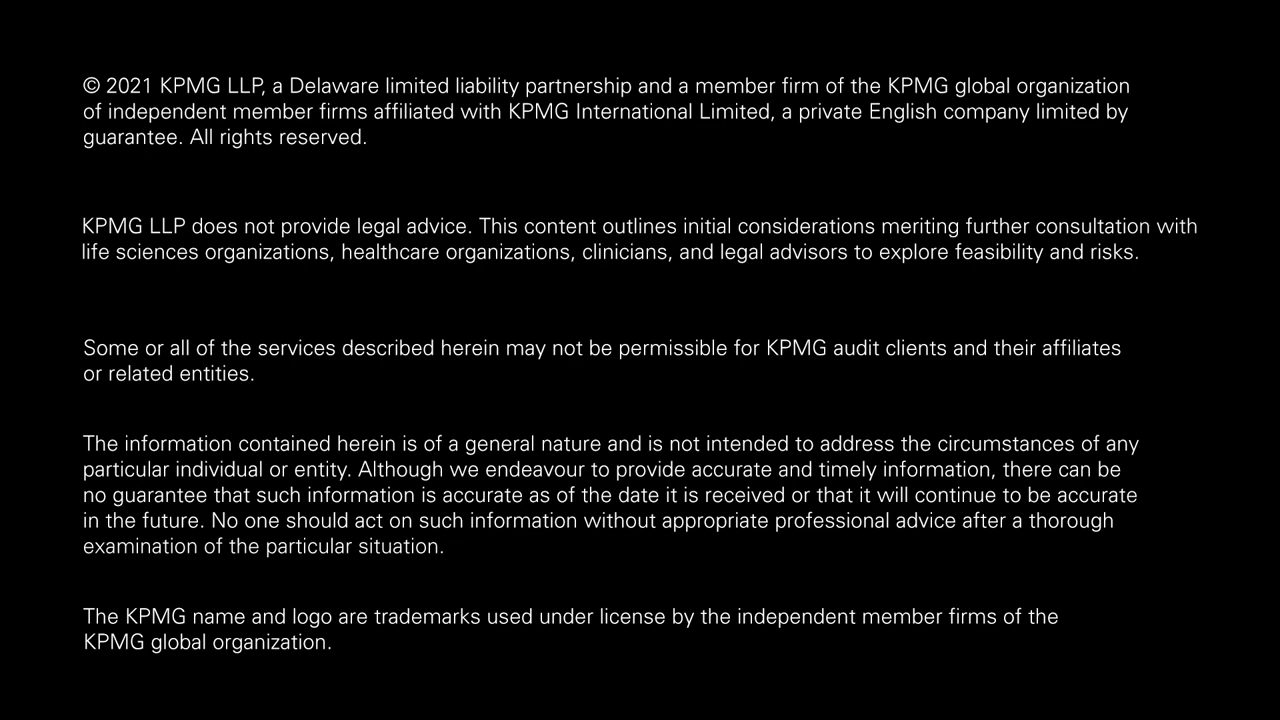 © 2021 KPMG LLP, a Delaware limited liability partnership and a member firm of the KPMG global organization
of independent member firms affiliated with KPMG International Limited, a private English company limited by
guarantee. All rights reserved.
KPMG LLP does not provide legal advice. This content outlines initial considerations meriting further consultation with
life sciences organizations, healthcare organizations, clinicians, and legal advisors to explore feasibility and risks.
Some or all of the services described herein may not be permissible for KPMG audit clients and their affiliates
or related entities.
The information contained herein is of a general nature and is not intended to address the circumstances of any
particular individual or entity. Although we endeavour to provide accurate and timely information, there can be
no guarantee that such information is accurate as of the date it is received or that it will continue to be accurate
in the future. No one should act on such information without appropriate professional advice after a thorough
examination of the particular situation.
The KPMG name and logo are trademarks used under license by the independent member firms of the
KPMG global organization.